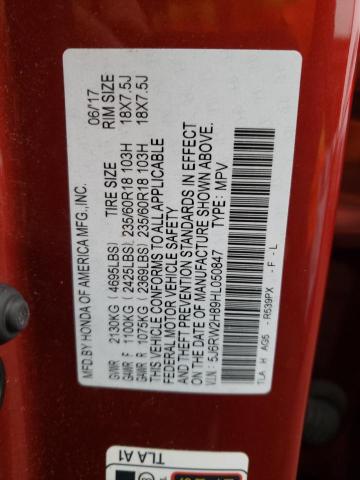 MFD.BY HONDA OF AMERICA MFG.,INC. 06/17
TIRE SIZE RIM SIZE
GVWR 2130KG (4695LBS)
GAWR F 1100KG (2425LBS) 235/60R18 103H 18X7.5J
GAWR R 1075KG (2369LBS) 235/60R18 103H 18X7.5J
THIS VEHICLE CONFORMS TO ALL APPLICABLE
FEDERAL MOTOR VEHICLE SAFETY
AND THEFT PREVENTION STANDARDS IN EFFECT
ON THE DATE OF MANUFACTURE SHOWN ABOVE.
V.I.N.: 5J6RW2H89HL050847 TYPE: MPV
TLA H AG6 - R539PX - F - L
TLA A1